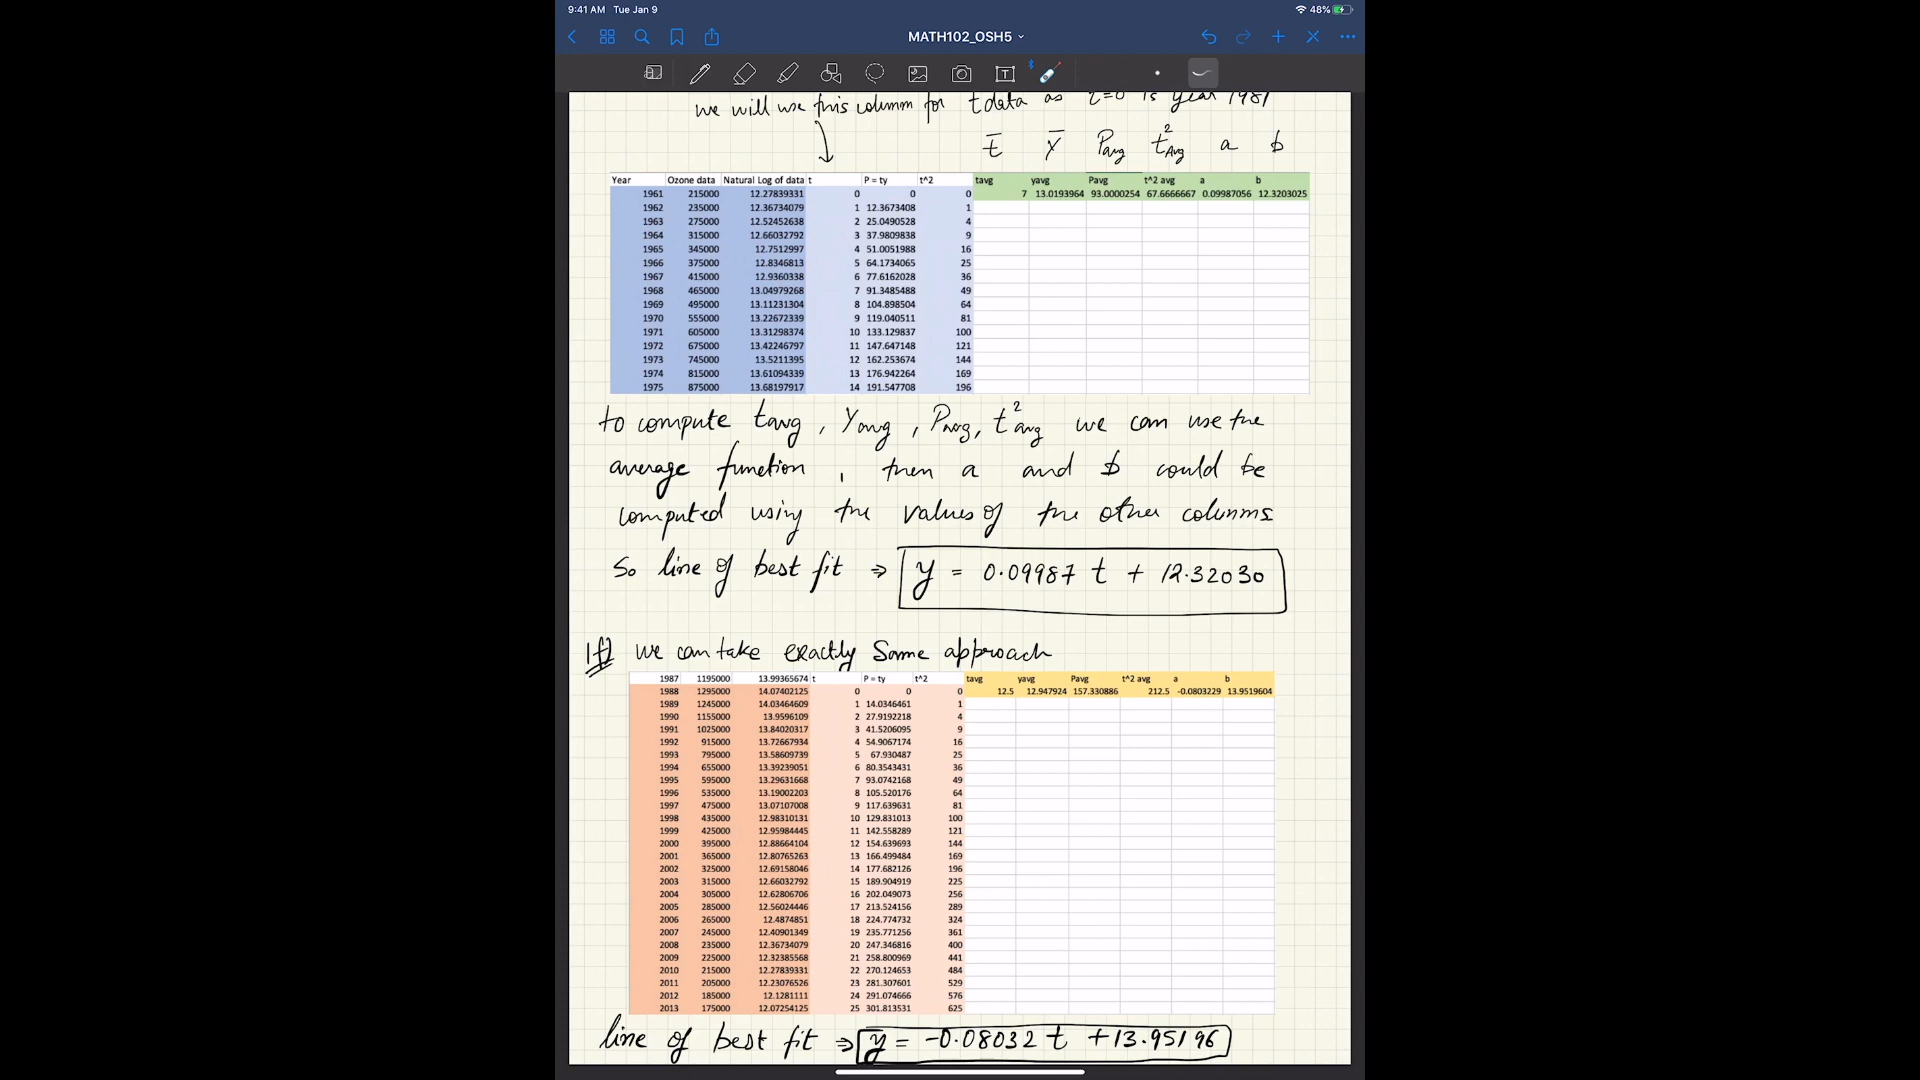 9:41 AM Tue Jan 9 48%
MATH102_OSH5
we will use this column for t data as t=0 is year 1961
t̄ ȳ Pavg t²Avg a b
Year Ozone data Natural Log of data t P = ty t^2 tavg yavg Pavg t^2 avg a b
1961 215000 12.27839331 0 0 0 7 13.0193964 93.0000254 67.6666667 0.09987056 12.3203025
1962 235000 12.36734079 1 12.3673408 1
1963 275000 12.52452638 2 25.0490528 4
1964 315000 12.66032792 3 37.9809838 9
1965 345000 12.7512997 4 51.0051988 16
1966 375000 12.8346813 5 64.1734065 25
1967 415000 12.9360338 6 77.6162028 36
1968 465000 13.04979268 7 91.3485488 49
1969 495000 13.11231304 8 104.898504 64
1970 555000 13.22672339 9 119.040511 81
1971 605000 13.31298374 10 133.129837 100
1972 675000 13.42246797 11 147.647148 121
1973 745000 13.5211395 12 162.253674 144
1974 815000 13.61094339 13 176.942264 169
1975 875000 13.68197917 14 191.547708 196
to compute tavg , Yavg , Pavg, t²avg we can use the
average function , then a and b could be
computed using the values of the other columns
So line of best fit ⇒ y = 0.09987 t + 12.32030
1f) we can take exactly Same approach
1987 1195000 13.99365674 t P = ty t^2 tavg yavg Pavg t^2 avg a b
1988 1295000 14.07402125 0 0 0 12.5 12.947924 157.330886 212.5 -0.0803229 13.9519604
1989 1245000 14.03464609 1 14.0346461 1
1990 1155000 13.9596109 2 27.9192218 4
1991 1025000 13.84020317 3 41.5206095 9
1992 915000 13.72667934 4 54.9067174 16
1993 795000 13.58609739 5 67.930487 25
1994 655000 13.39239051 6 80.3543431 36
1995 595000 13.29631668 7 93.0742168 49
1996 535000 13.19002203 8 105.520176 64
1997 475000 13.07107008 9 117.639631 81
1998 435000 12.98310131 10 129.831013 100
1999 425000 12.95984445 11 142.558289 121
2000 395000 12.88664104 12 154.639693 144
2001 365000 12.80765263 13 166.499484 169
2002 325000 12.69158046 14 177.682126 196
2003 315000 12.66032792 15 189.904919 225
2004 305000 12.62806706 16 202.049073 256
2005 285000 12.56024446 17 213.524156 289
2006 265000 12.4874851 18 224.774732 324
2007 245000 12.40901349 19 235.771256 361
2008 235000 12.36734079 20 247.346816 400
2009 225000 12.32385568 21 258.800969 441
2010 215000 12.27839331 22 270.124653 484
2011 205000 12.23076526 23 281.307601 529
2012 185000 12.1281111 24 291.074666 576
2013 175000 12.07254125 25 301.813531 625
line of best fit ⇒ y = -0.08032 t + 13.95196